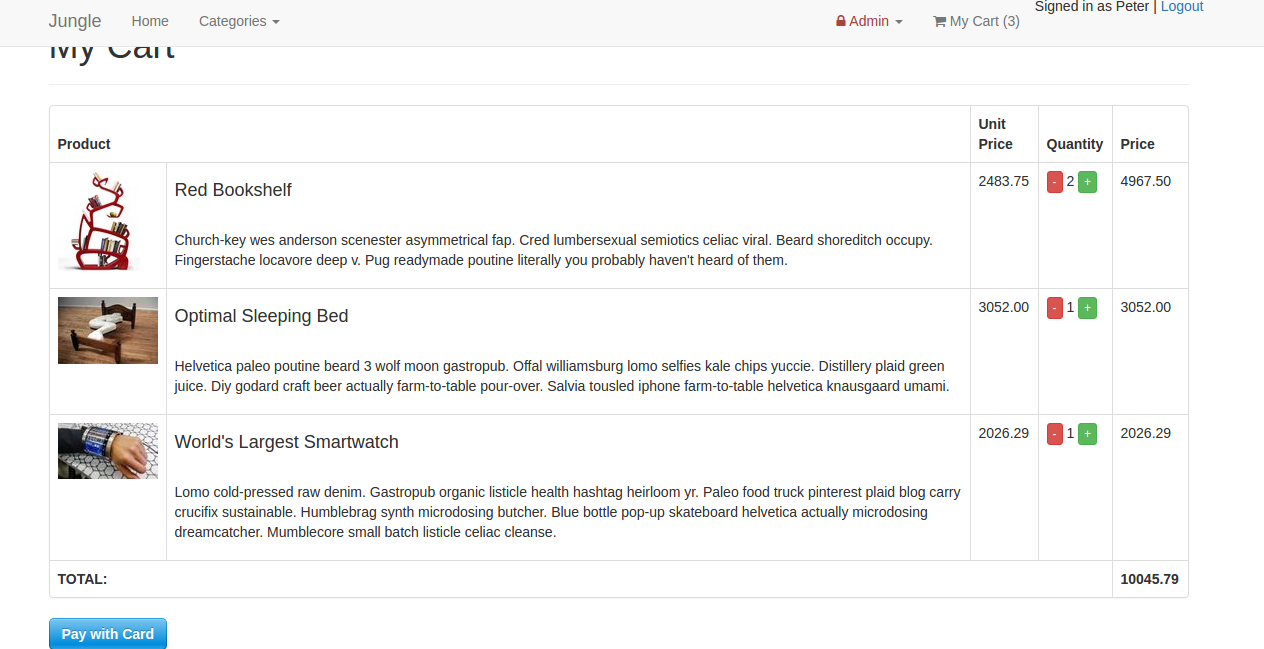 Signed in as Peter | Logout
Jungle Home Categories Admin My Cart (3)
My Cart
Product Unit Price Quantity Price
Red Bookshelf 2483.75 - 2 + 4967.50
Church-key wes anderson scenester asymmetrical fap. Cred lumbersexual semiotics celiac viral. Beard shoreditch occupy.
Fingerstache locavore deep v. Pug readymade poutine literally you probably haven't heard of them.
Optimal Sleeping Bed 3052.00 - 1 + 3052.00
Helvetica paleo poutine beard 3 wolf moon gastropub. Offal williamsburg lomo selfies kale chips yuccie. Distillery plaid green
juice. Diy godard craft beer actually farm-to-table pour-over. Salvia tousled iphone farm-to-table helvetica knausgaard umami.
World's Largest Smartwatch 2026.29 - 1 + 2026.29
Lomo cold-pressed raw denim. Gastropub organic listicle health hashtag heirloom yr. Paleo food truck pinterest plaid blog carry
crucifix sustainable. Humblebrag synth microdosing butcher. Blue bottle pop-up skateboard helvetica actually microdosing
dreamcatcher. Mumblecore small batch listicle celiac cleanse.
TOTAL: 10045.79
Pay with Card